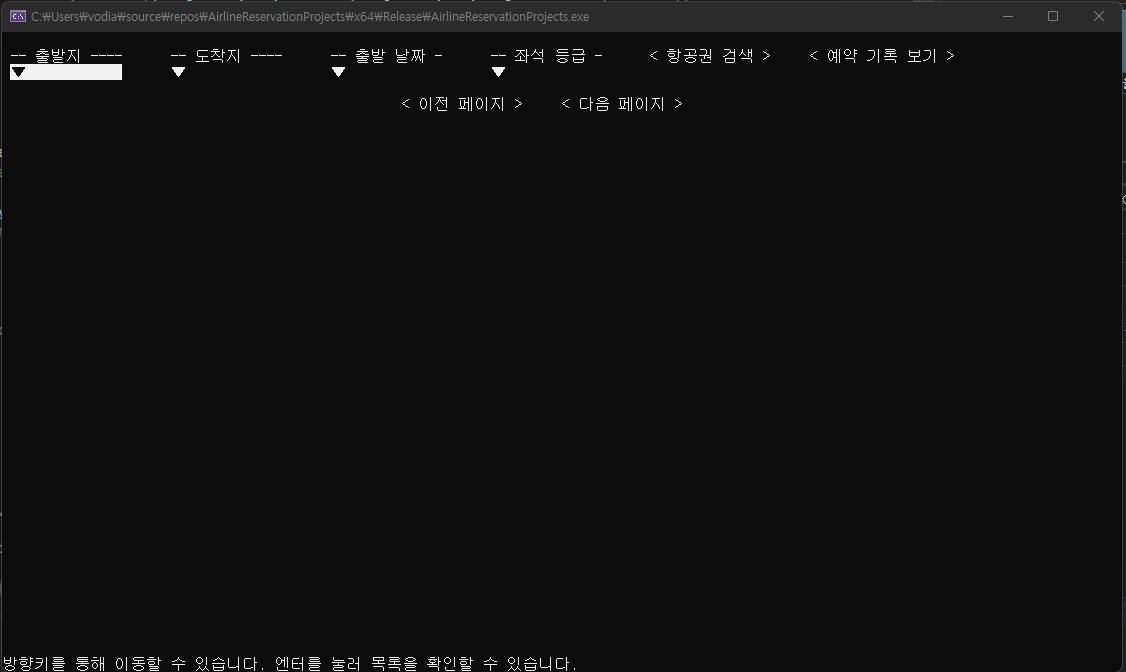 C:\Users\vodia\source\repos\AirlineReservationProjects\x64\Release\AirlineReservationProjects.exe
-- 출발지 ---- -- 도착지 ---- -- 출발 날짜 - -- 좌석 등급 - < 항공권 검색 > < 예약 기록 보기 >
▼ ▼ ▼ ▼
< 이전 페이지 > < 다음 페이지 >
방향키를 통해 이동할 수 있습니다. 엔터를 눌러 목록을 확인할 수 있습니다.